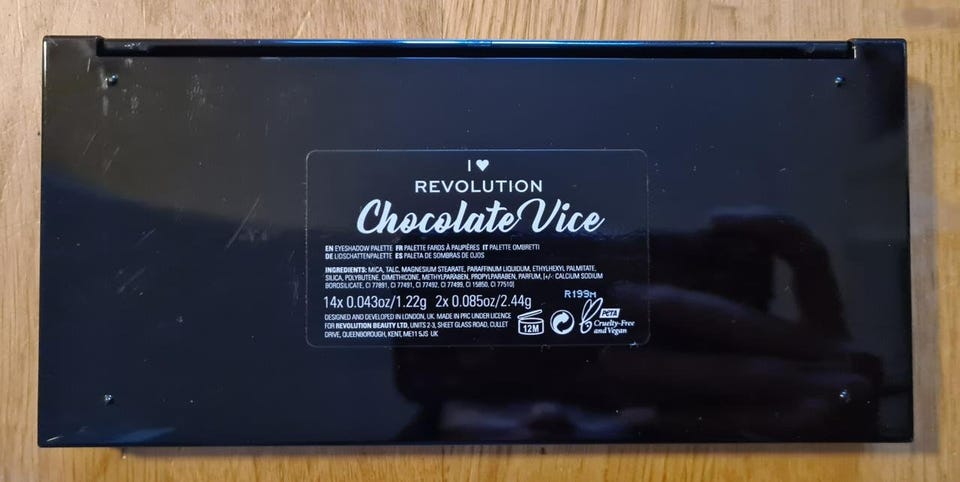 I ♥
REVOLUTION
Chocolate Vice
EN EYESHADOW PALETTE FR PALETTE FARDS À PAUPIÈRES IT PALETTE OMBRETTI
DE LIDSCHATTENPALETTE ES PALETA DE SOMBRAS DE OJOS
INGREDIENTS: MICA, TALC, MAGNESIUM STEARATE, PARAFFINUM LIQUIDUM, ETHYLHEXYL PALMITATE,
SILICA, POLYBUTENE, DIMETHICONE, METHYLPARABEN, PROPYLPARABEN, PARFUM, [+/- CALCIUM SODIUM
BOROSILICATE, CI 77891, CI 77491, CI 77492, CI 77499, CI 15850, CI 77510]
14x 0.043oz/1.22g 2x 0.085oz/2.44g
R199M
DESIGNED AND DEVELOPED IN LONDON, UK. MADE IN PRC UNDER LICENCE
FOR REVOLUTION BEAUTY LTD, UNITS 2-3, SHEET GLASS ROAD, CULLET
DRIVE, QUEENBOROUGH, KENT, ME11 5JS UK
12M
PETA
Cruelty-Free
and Vegan